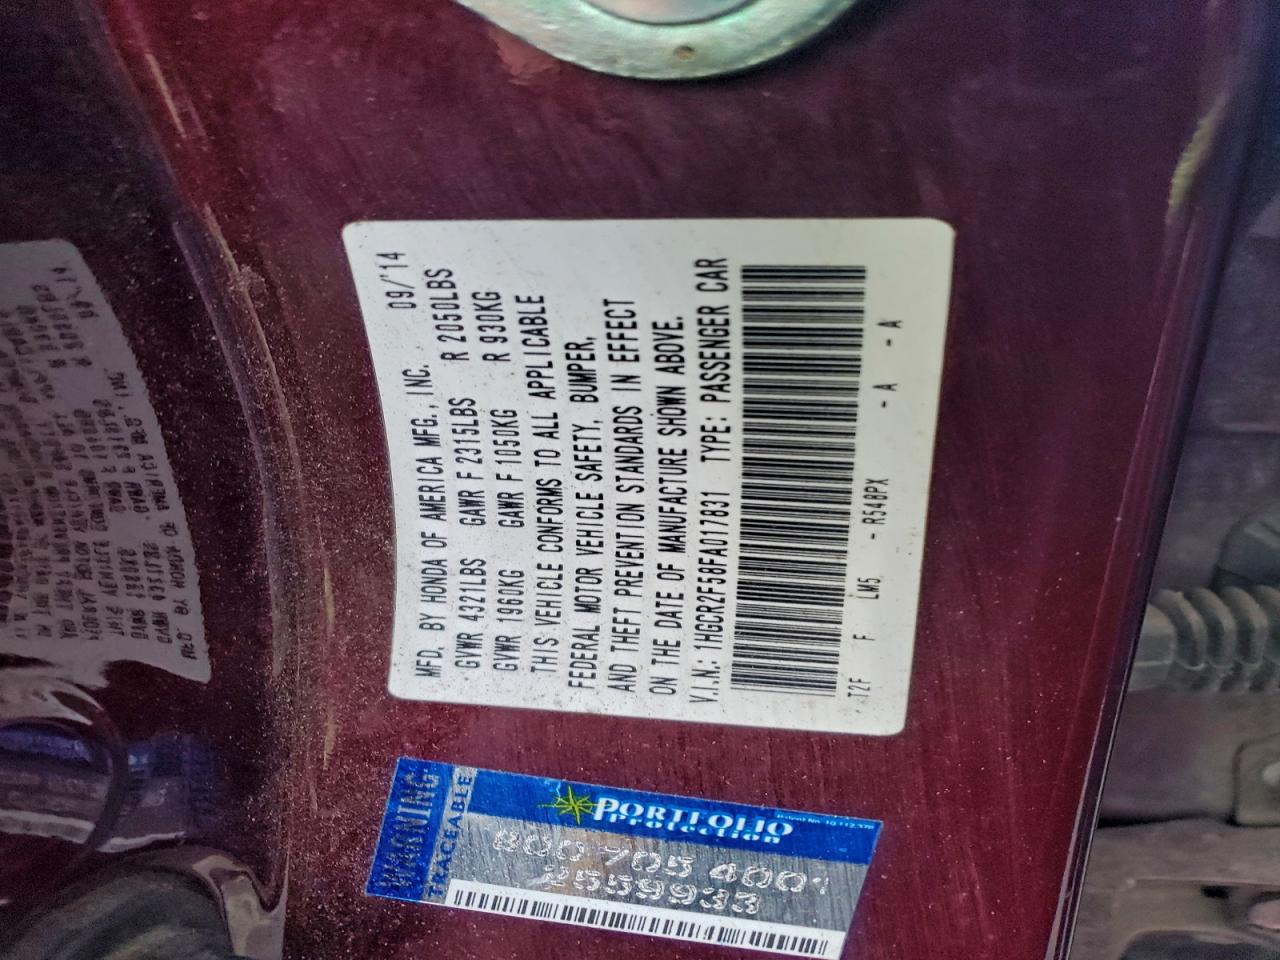 MFD. BY HONDA OF AMERICA MFG., INC. 09/'14
GVWR 4321LBS GAWR F 2315LBS R 2050LBS
GVWR 1960KG GAWR F 1051KG R 930KG
THIS VEHICLE CONFORMS TO ALL APPLICABLE
FEDERAL MOTOR VEHICLE SAFETY, BUMPER,
AND THEFT PREVENTION STANDARDS IN EFFECT
ON THE DATE OF MANUFACTURE SHOWN ABOVE.
V.I.N.: 1HGCR2F58FA017831 TYPE: PASSENGER CAR
T2F F LM5 -R548PX -A -A
WARNING
TRACEABLE
PORTFOLIO
Protection
800 705 4001
2559933